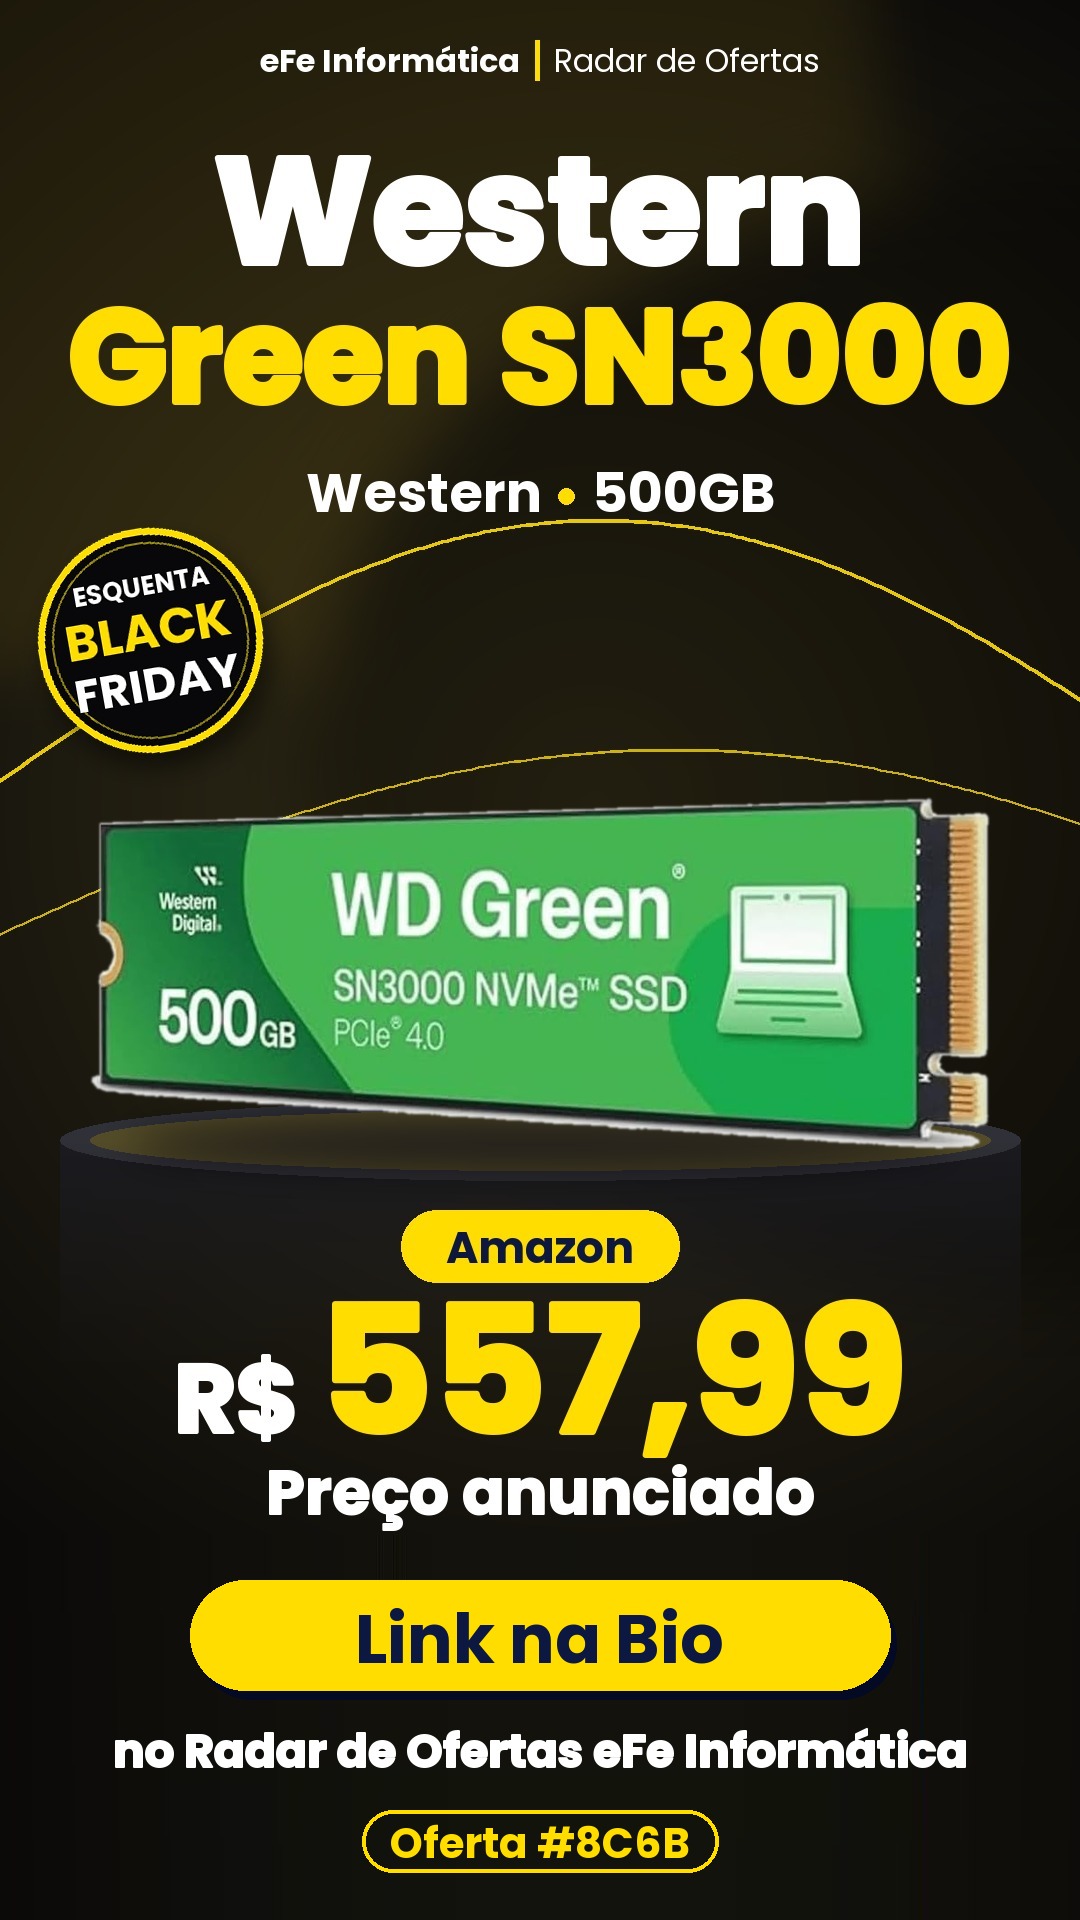 eFe Informática | Radar de Ofertas
Western
Green SN3000
Western • 500GB
ESQUENTA
BLACK
FRIDAY
Western
Digital®
500GB
WD Green®
SN3000 NVMe™ SSD
PCIe® 4.0
Amazon
R$ 557,99
Preço anunciado
Link na Bio
no Radar de Ofertas eFe Informática
Oferta #8C6B